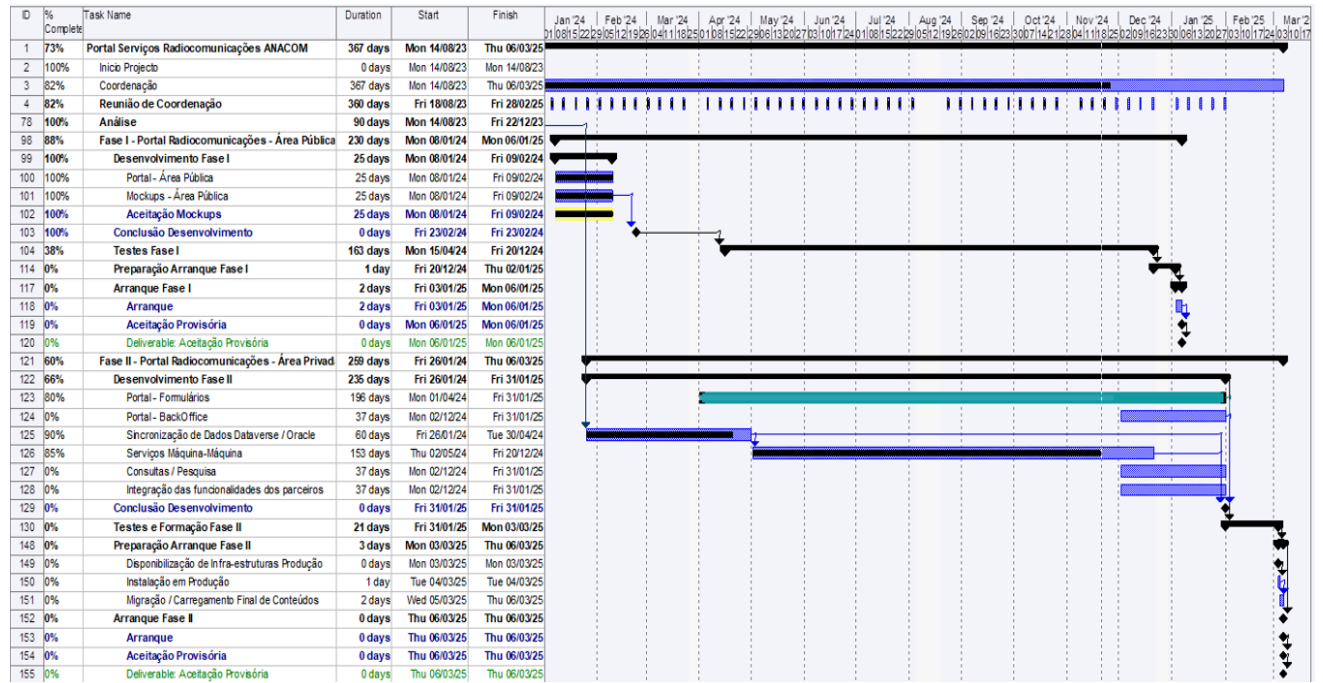 ID % Complete Task Name Duration Start Finish Jan '24 Feb '24 Mar '24 Apr '24 May '24 Jun '24 Jul '24 Aug '24 Sep '24 Oct '24 Nov '24 Dec '24 Jan '25 Feb '25 Mar '2
1 73% Portal Serviços Radiocomunicações ANACOM 367 days Mon 14/08/23 Thu 06/03/25
2 100% Inicio Projecto 0 days Mon 14/08/23 Mon 14/08/23
3 82% Coordenação 367 days Mon 14/08/23 Thu 06/03/25
4 82% Reunião de Coordenação 360 days Fri 18/08/23 Fri 28/02/25
78 100% Análise 90 days Mon 14/08/23 Fri 22/12/23
98 88% Fase I - Portal Radiocomunicações - Área Pública 230 days Mon 08/01/24 Mon 06/01/25
99 100% Desenvolvimento Fase I 25 days Mon 08/01/24 Fri 09/02/24
100 100% Portal - Área Pública 25 days Mon 08/01/24 Fri 09/02/24
101 100% Mockups - Área Pública 25 days Mon 08/01/24 Fri 09/02/24
102 100% Aceitação Mockups 25 days Mon 08/01/24 Fri 09/02/24
103 100% Conclusão Desenvolvimento 0 days Fri 23/02/24 Fri 23/02/24
104 38% Testes Fase I 163 days Mon 15/04/24 Fri 20/12/24
114 0% Preparação Arranque Fase I 1 day Fri 20/12/24 Thu 02/01/25
117 0% Arranque Fase I 2 days Fri 03/01/25 Mon 06/01/25
118 0% Arranque 2 days Fri 03/01/25 Mon 06/01/25
119 0% Aceitação Provisória 0 days Mon 06/01/25 Mon 06/01/25
120 0% Deliverable: Aceitação Provisória 0 days Mon 06/01/25 Mon 06/01/25
121 60% Fase II - Portal Radiocomunicações - Área Privad 259 days Fri 26/01/24 Thu 06/03/25
122 66% Desenvolvimento Fase II 235 days Fri 26/01/24 Fri 31/01/25
123 80% Portal - Formulários 196 days Mon 01/04/24 Fri 31/01/25
124 0% Portal - BackOffice 37 days Mon 02/12/24 Fri 31/01/25
125 90% Sincronização de Dados Dataverse / Oracle 60 days Fri 26/01/24 Tue 30/04/24
126 85% Serviços Máquina-Máquina 153 days Thu 02/05/24 Fri 20/12/24
127 0% Consultas / Pesquisa 37 days Mon 02/12/24 Fri 31/01/25
128 0% Integração das funcionalidades dos parceiros 37 days Mon 02/12/24 Fri 31/01/25
129 0% Conclusão Desenvolvimento 0 days Fri 31/01/25 Fri 31/01/25
130 0% Testes e Formação Fase II 21 days Fri 31/01/25 Mon 03/03/25
148 0% Preparação Arranque Fase II 3 days Mon 03/03/25 Thu 06/03/25
149 0% Disponibilização de Infra-estruturas Produção 0 days Mon 03/03/25 Mon 03/03/25
150 0% Instalação em Produção 1 day Tue 04/03/25 Tue 04/03/25
151 0% Migração / Carregamento Final de Conteúdos 2 days Wed 05/03/25 Thu 06/03/25
152 0% Arranque Fase II 0 days Thu 06/03/25 Thu 06/03/25
153 0% Arranque 0 days Thu 06/03/25 Thu 06/03/25
154 0% Aceitação Provisória 0 days Thu 06/03/25 Thu 06/03/25
155 0% Deliverable: Aceitação Provisória 0 days Thu 06/03/25 Thu 06/03/25